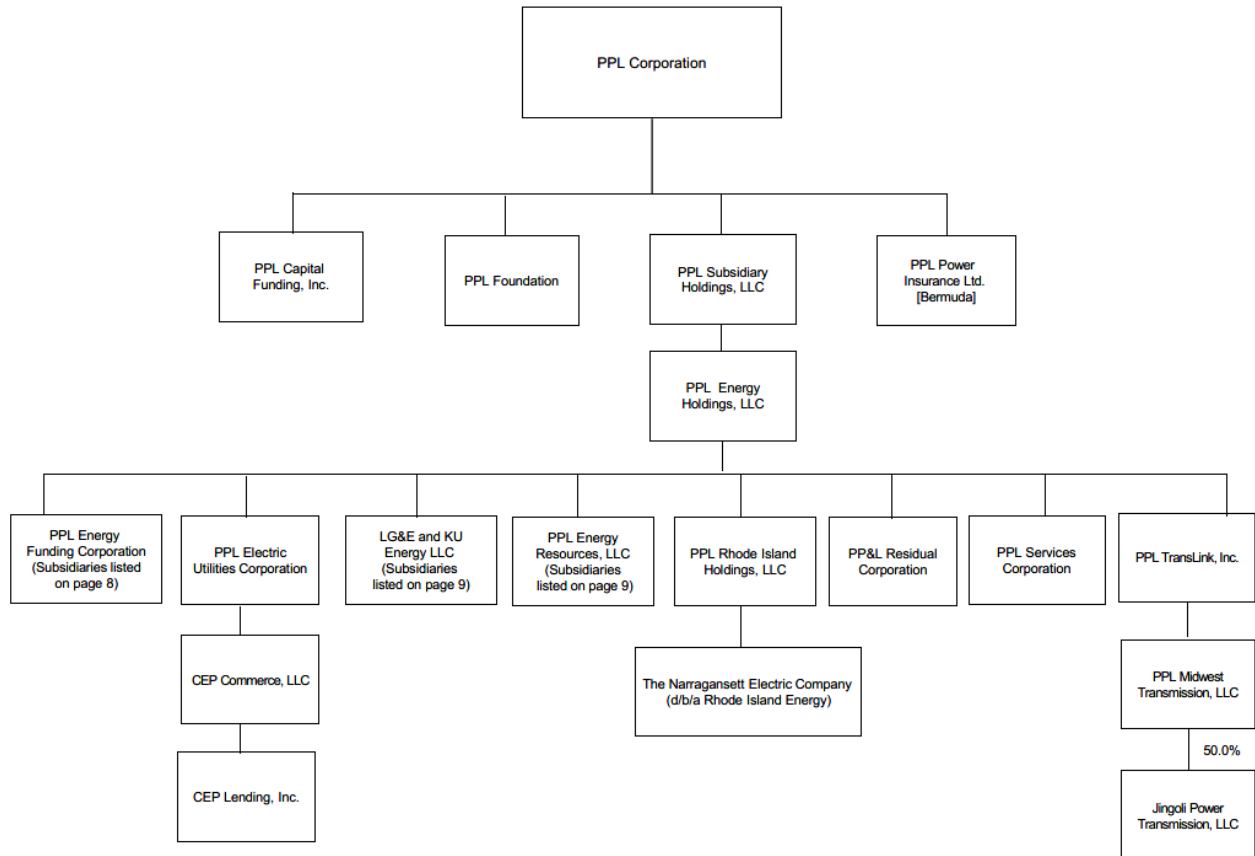 PPL Corporation
PPL Capital
Funding, Inc.
PPL Foundation
PPL Subsidiary
Holdings, LLC
PPL Power
Insurance Ltd.
[Bermuda]
PPL Energy
Holdings, LLC
PPL Energy
Funding Corporation
(Subsidiaries listed
on page 8)
PPL Electric
Utilities Corporation
LG&E and KU
Energy LLC
(Subsidiaries
listed on page 9)
PPL Energy
Resources, LLC
(Subsidiaries
listed on page 9)
PPL Rhode Island
Holdings, LLC
PP&L Residual
Corporation
PPL Services
Corporation
PPL TransLink, Inc.
CEP Commerce, LLC
The Narragansett Electric Company
(d/b/a Rhode Island Energy)
PPL Midwest
Transmission, LLC
50.0%
CEP Lending, Inc.
Jingoli Power
Transmission, LLC